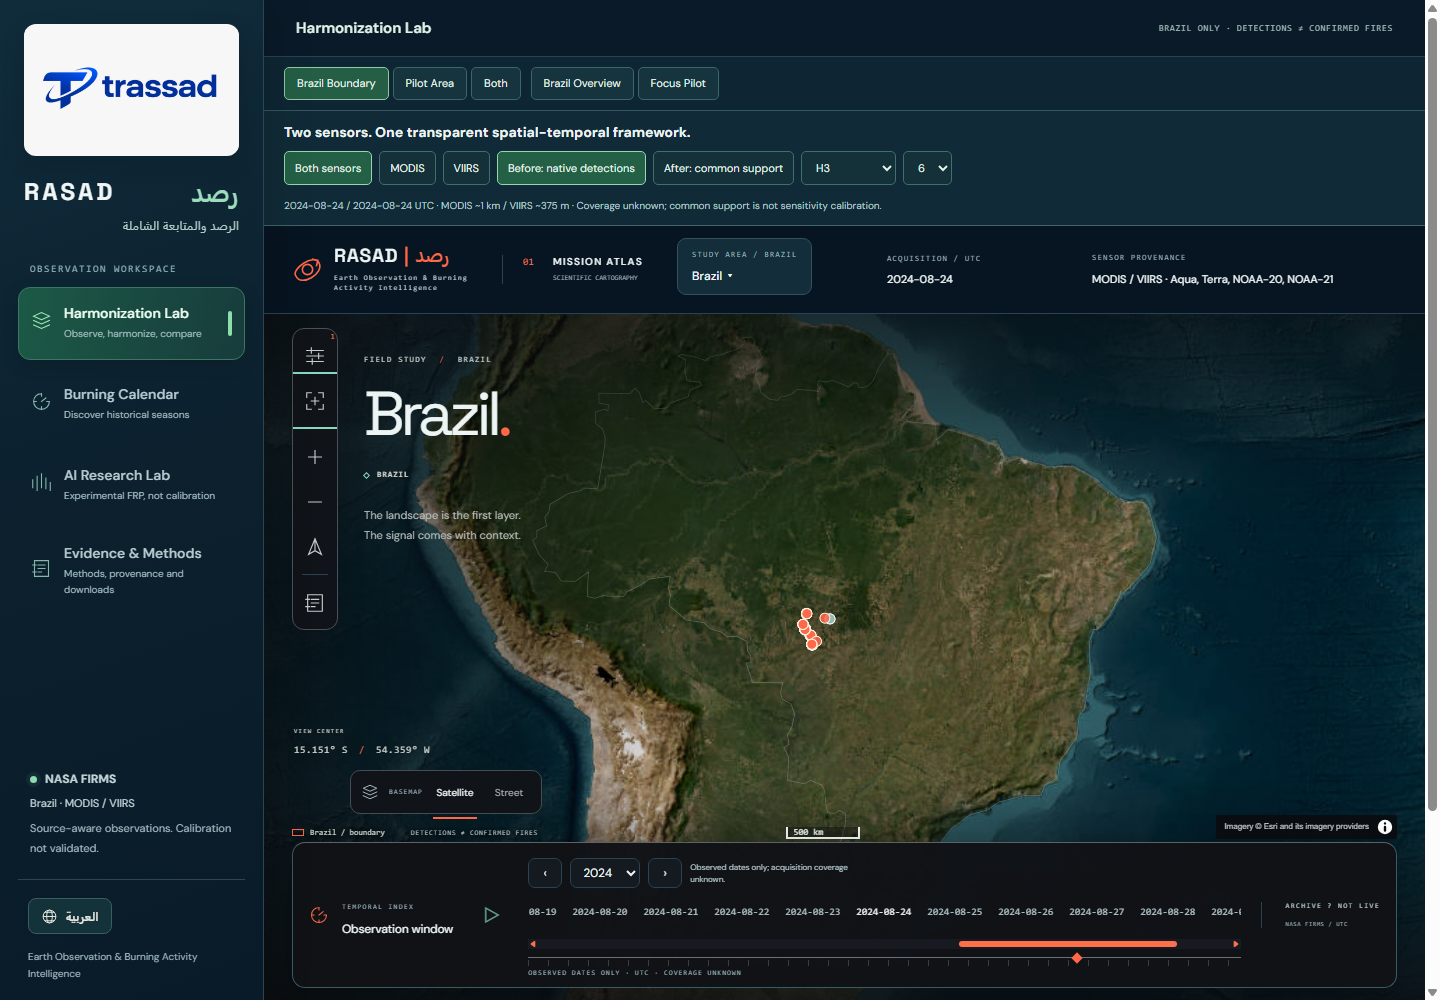 trassad
RASAD رصد
الرصد والمتابعة الشاملة
OBSERVATION WORKSPACE
Harmonization Lab
Observe, harmonize, compare
Burning Calendar
Discover historical seasons
AI Research Lab
Experimental FRP, not calibration
Evidence & Methods
Methods, provenance and
downloads
NASA FIRMS
Brazil · MODIS / VIIRS
Source-aware observations. Calibration
not validated.
العربية
Earth Observation & Burning Activity
Intelligence
Harmonization Lab
BRAZIL ONLY · DETECTIONS ≠ CONFIRMED FIRES
Brazil Boundary Pilot Area Both Brazil Overview Focus Pilot
Two sensors. One transparent spatial-temporal framework.
Both sensors MODIS VIIRS Before: native detections After: common support H3 6
2024-08-24 / 2024-08-24 UTC · MODIS ~1 km / VIIRS ~375 m · Coverage unknown; common support is not sensitivity calibration.
RASAD | رصد
Earth Observation & Burning
Activity Intelligence
01 MISSION ATLAS
SCIENTIFIC CARTOGRAPHY
STUDY AREA / BRAZIL
Brazil
ACQUISITION / UTC
2024-08-24
SENSOR PROVENANCE
MODIS / VIIRS · Aqua, Terra, NOAA-20, NOAA-21
1
FIELD STUDY / BRAZIL
Brazil.
BRAZIL
The landscape is the first layer.
The signal comes with context.
VIEW CENTER
15.151° S / 54.359° W
BASEMAP Satellite Street
Brazil / boundary DETECTIONS ≠ CONFIRMED FIRES
500 km
Imagery © Esri and its imagery providers
TEMPORAL INDEX
Observation window
‹ 2024 ›
Observed dates only; acquisition coverage
unknown.
08-19 2024-08-20 2024-08-21 2024-08-22 2024-08-23 2024-08-24 2024-08-25 2024-08-26 2024-08-27 2024-08-28 2024-
OBSERVED DATES ONLY · UTC · COVERAGE UNKNOWN
ARCHIVE ? NOT LIVE
NASA FIRMS / UTC